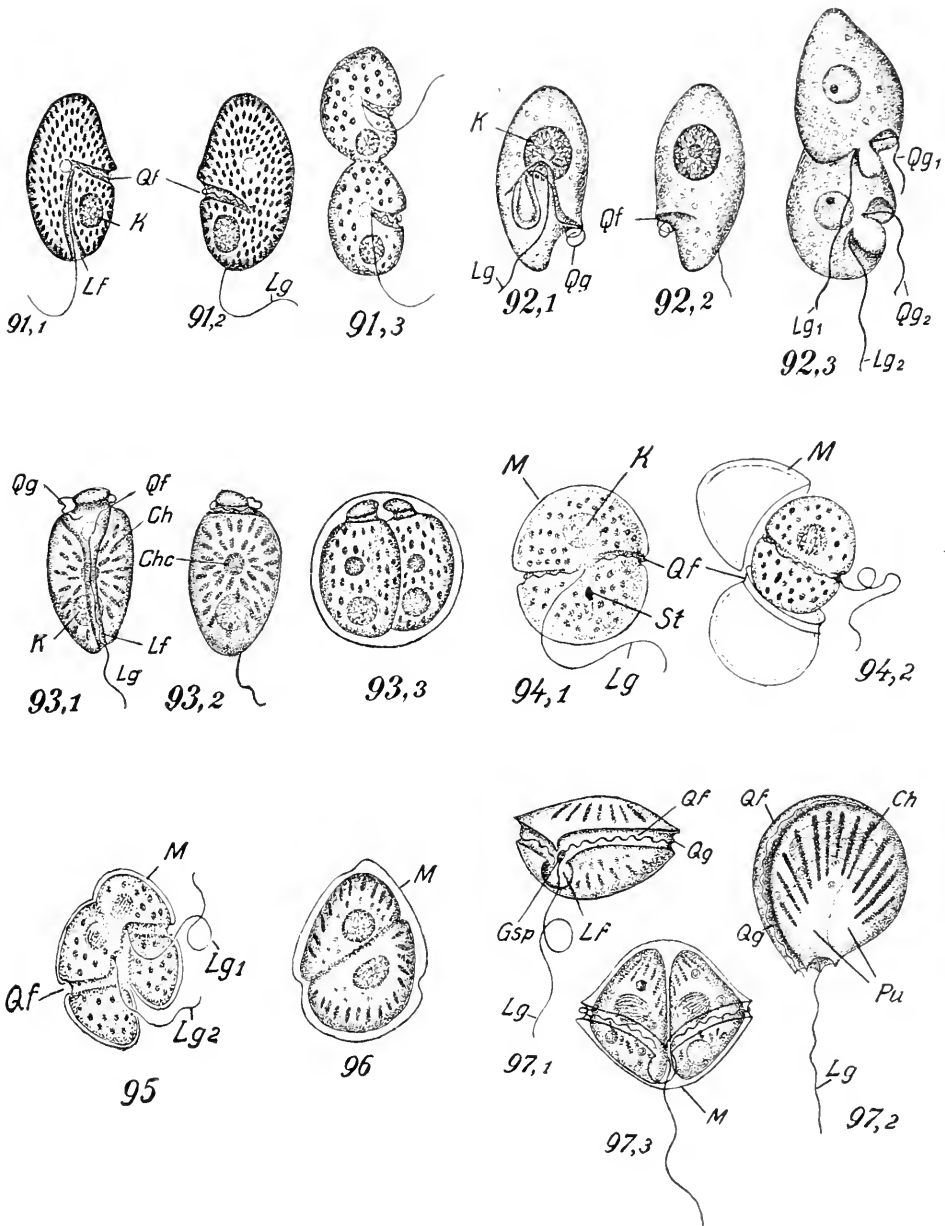 Qf
K
Lf
91,1
Lg
91,2
91,3
K
Lg
Qg
92,1
Qf
92,2
Qg1
Qg2
Lg1
Lg2
92,3
Qg
Qf
Ch
Chc
K
Lf
Lg
93,1
93,2
93,3
M
K
Qf
St
Lg
94,1
M
94,2
M
Qf
Lg1
Lg2
95
M
96
Qf
Qg
Gsp
Lf
Lg
97,1
M
97,3
Qf
Ch
Qg
Pu
Lg
97,2